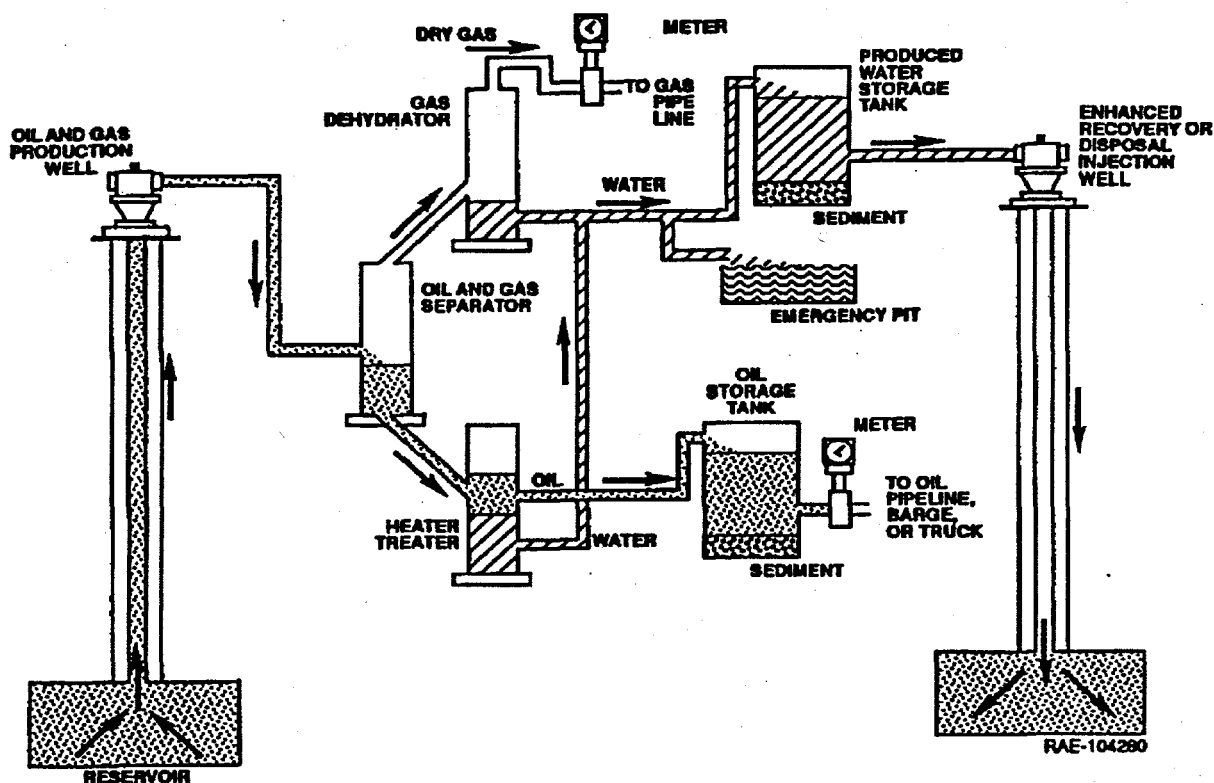 DRY GAS
METER
TO GAS
PIPE
LINE
GAS
DEHYDRATOR
PRODUCED
WATER
STORAGE
TANK
OIL AND GAS
PRODUCTION
WELL
ENHANCED
RECOVERY OR
DISPOSAL
INJECTION
WELL
WATER
SEDIMENT
OIL AND GAS
SEPARATOR
EMERGENCY PIT
OIL
STORAGE
TANK
METER
OIL
TO OIL
PIPELINE,
BARGE,
OR TRUCK
HEATER
TREATER
WATER
SEDIMENT
RAE-104280
RESERVOIR